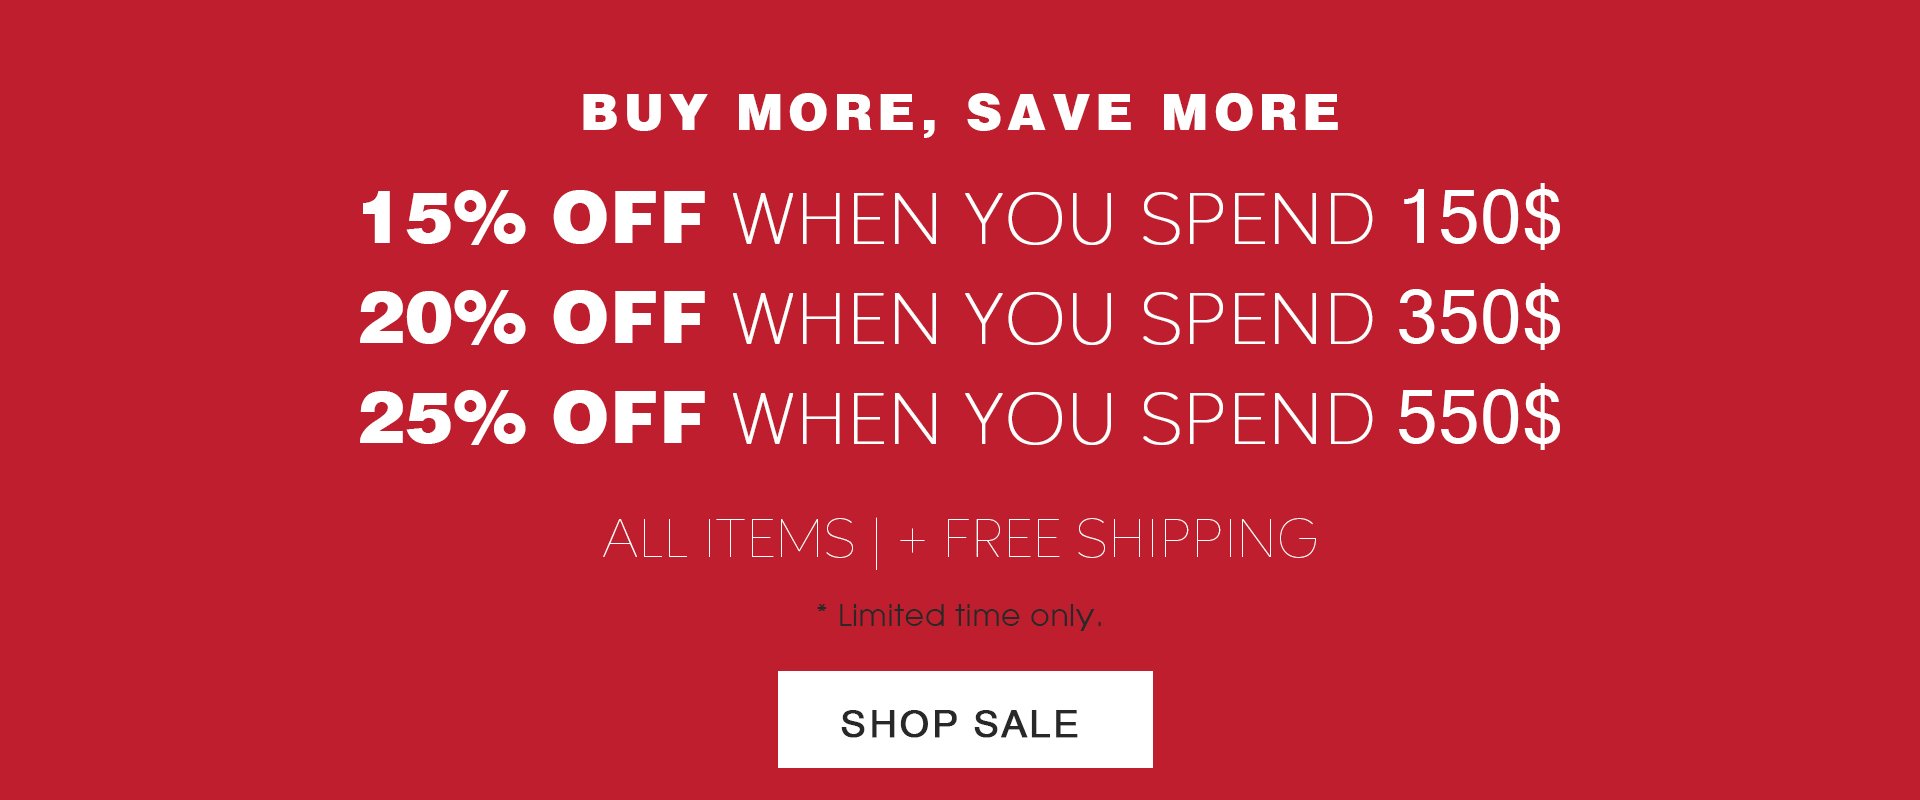 BUY MORE, SAVE MORE
15% OFF WHEN YOU SPEND 150$
20% OFF WHEN YOU SPEND 350$
25% OFF WHEN YOU SPEND 550$
ALL ITEMS | + FREE SHIPPING
* Limited time only.
SHOP SALE